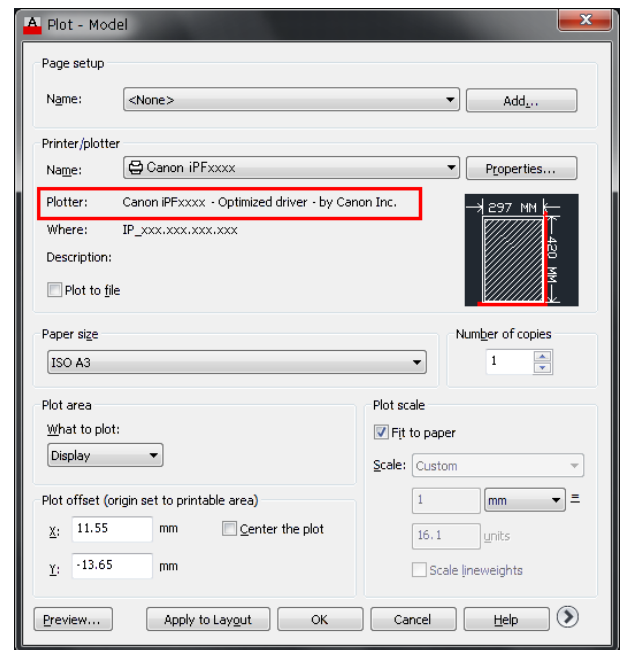 Plot - Model
Page setup
Name:
<None>
Add...
Printer/plotter
Name:
Canon iPFxxxx
Properties...
Plotter:
Canon iPFxxxx - Optimized driver - by Canon Inc.
Where:
IP_xxx.xxx.xxx.xxx
Description:
Plot to file
297 MM
420 MM
Paper size
ISO A3
Number of copies
1
Plot area
What to plot:
Display
Plot scale
Fit to paper
Scale:
Custom
1
mm
=
16.1
units
Scale lineweights
Plot offset (origin set to printable area)
X:
11.55
mm
Center the plot
Y:
-13.65
mm
Preview...
Apply to Layout
OK
Cancel
Help